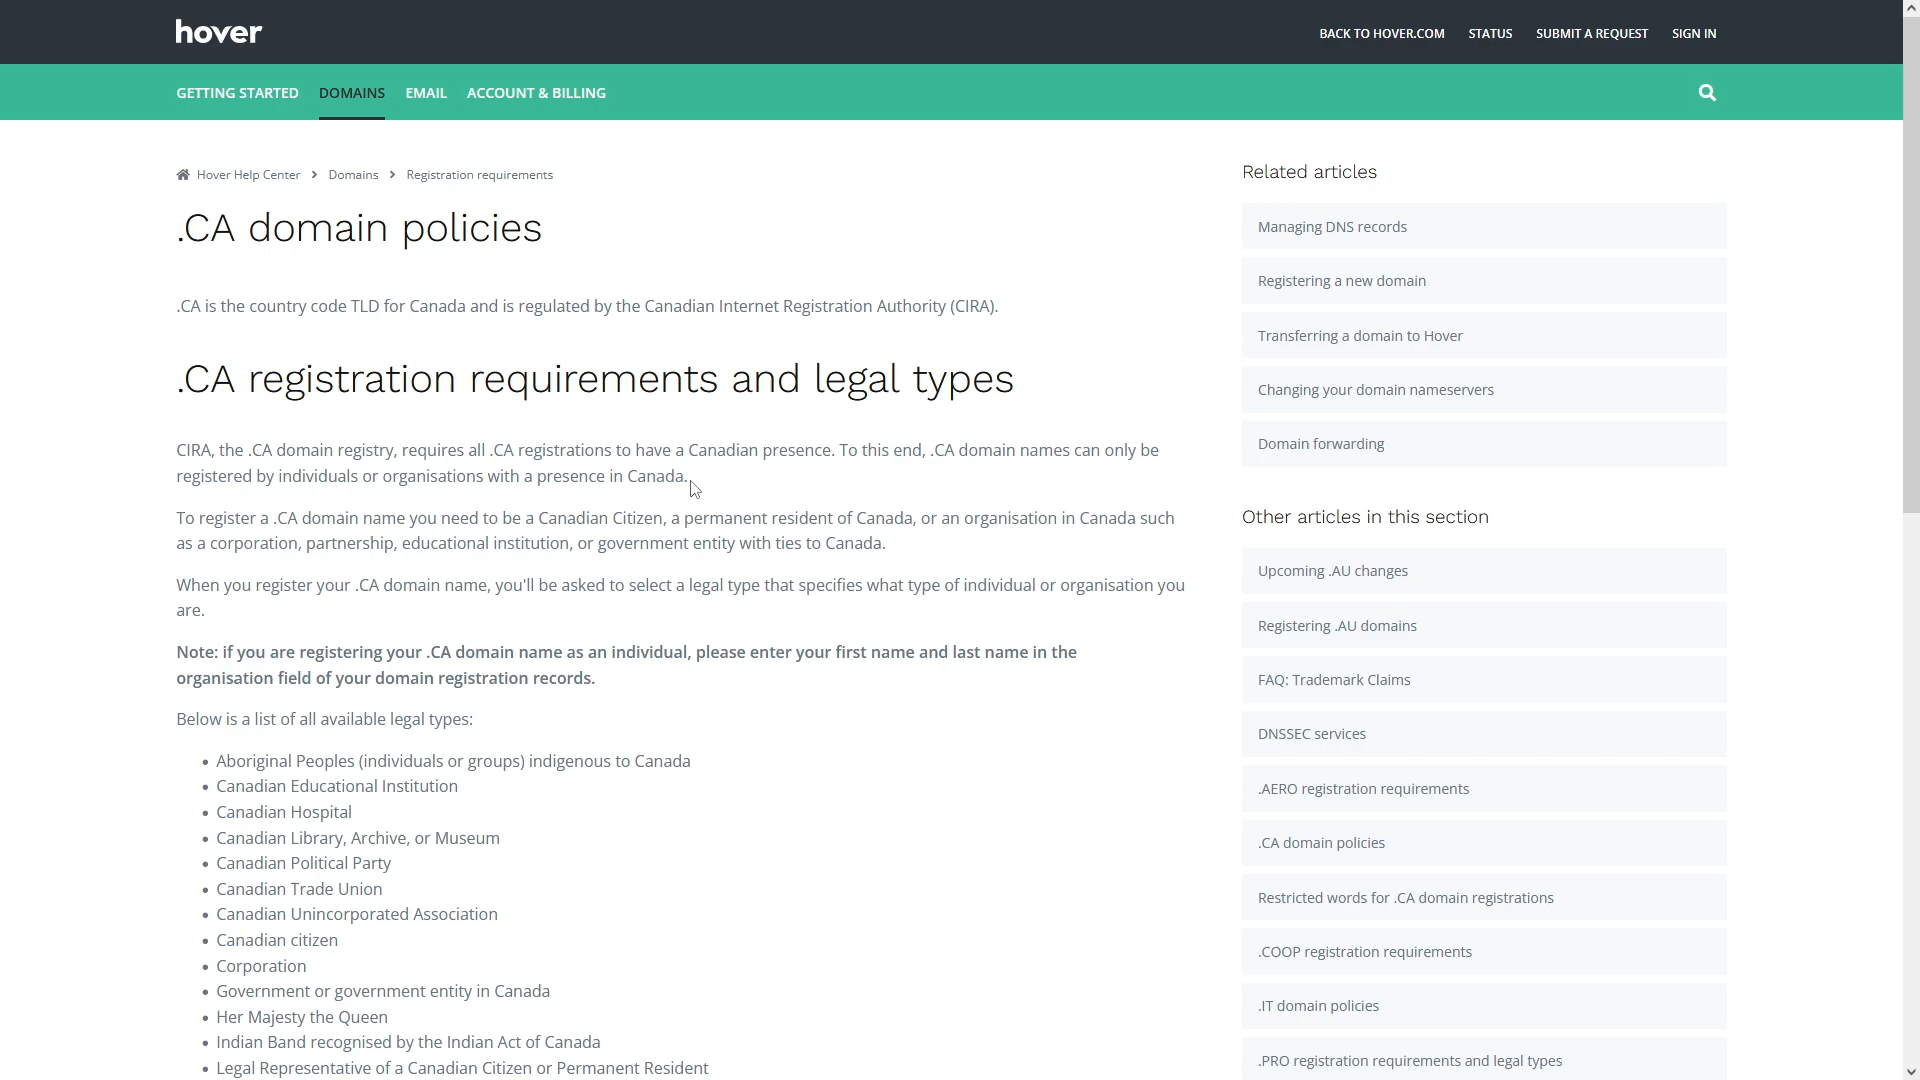 hover
BACK TO HOVER.COM STATUS SUBMIT A REQUEST SIGN IN
GETTING STARTED DOMAINS EMAIL ACCOUNT & BILLING
Hover Help Center > Domains > Registration requirements
.CA domain policies
.CA is the country code TLD for Canada and is regulated by the Canadian Internet Registration Authority (CIRA).
.CA registration requirements and legal types
CIRA, the .CA domain registry, requires all .CA registrations to have a Canadian presence. To this end, .CA domain names can only be
registered by individuals or organisations with a presence in Canada.
To register a .CA domain name you need to be a Canadian Citizen, a permanent resident of Canada, or an organisation in Canada such
as a corporation, partnership, educational institution, or government entity with ties to Canada.
When you register your .CA domain name, you'll be asked to select a legal type that specifies what type of individual or organisation you
are.
Note: if you are registering your .CA domain name as an individual, please enter your first name and last name in the
organisation field of your domain registration records.
Below is a list of all available legal types:
• Aboriginal Peoples (individuals or groups) indigenous to Canada
• Canadian Educational Institution
• Canadian Hospital
• Canadian Library, Archive, or Museum
• Canadian Political Party
• Canadian Trade Union
• Canadian Unincorporated Association
• Canadian citizen
• Corporation
• Government or government entity in Canada
• Her Majesty the Queen
• Indian Band recognised by the Indian Act of Canada
• Legal Representative of a Canadian Citizen or Permanent Resident
Related articles
Managing DNS records
Registering a new domain
Transferring a domain to Hover
Changing your domain nameservers
Domain forwarding
Other articles in this section
Upcoming .AU changes
Registering .AU domains
FAQ: Trademark Claims
DNSSEC services
.AERO registration requirements
.CA domain policies
Restricted words for .CA domain registrations
.COOP registration requirements
.IT domain policies
.PRO registration requirements and legal types